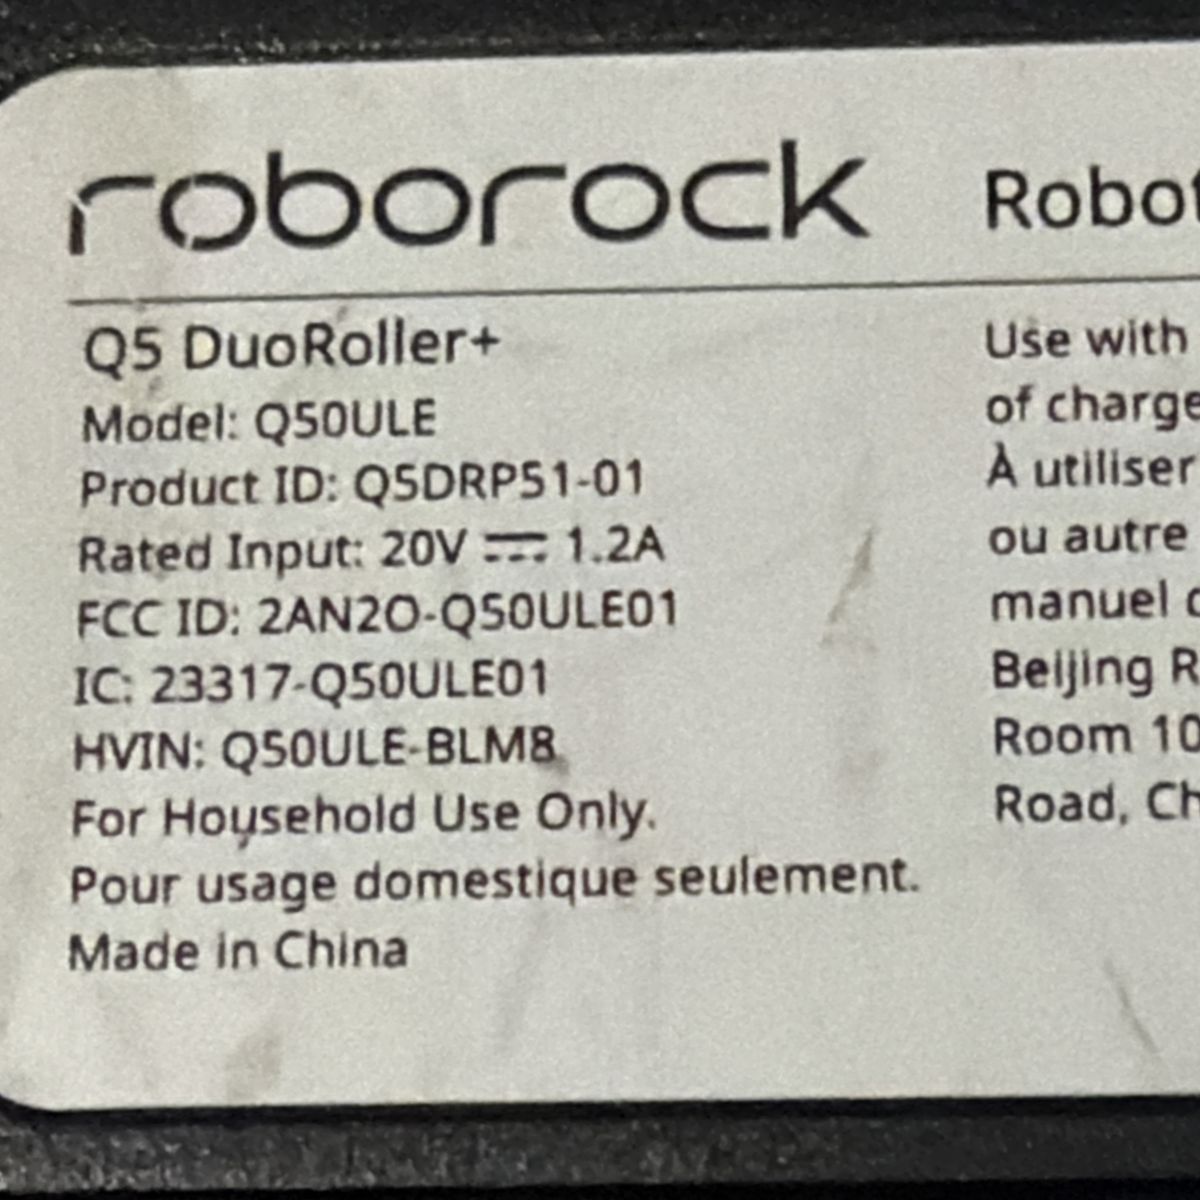 roborock
Q5 DuoRoller+
Model: Q50ULE
Product ID: Q5DRP51-01
Rated Input: 20V ⎓ 1.2A
FCC ID: 2AN2O-Q50ULE01
IC: 23317-Q50ULE01
HVIN: Q50ULE-BLM8
For Household Use Only.
Pour usage domestique seulement.
Made in China
Use with
of charge
À utiliser
ou autre
manuel
Beijing
Room 10
Road,